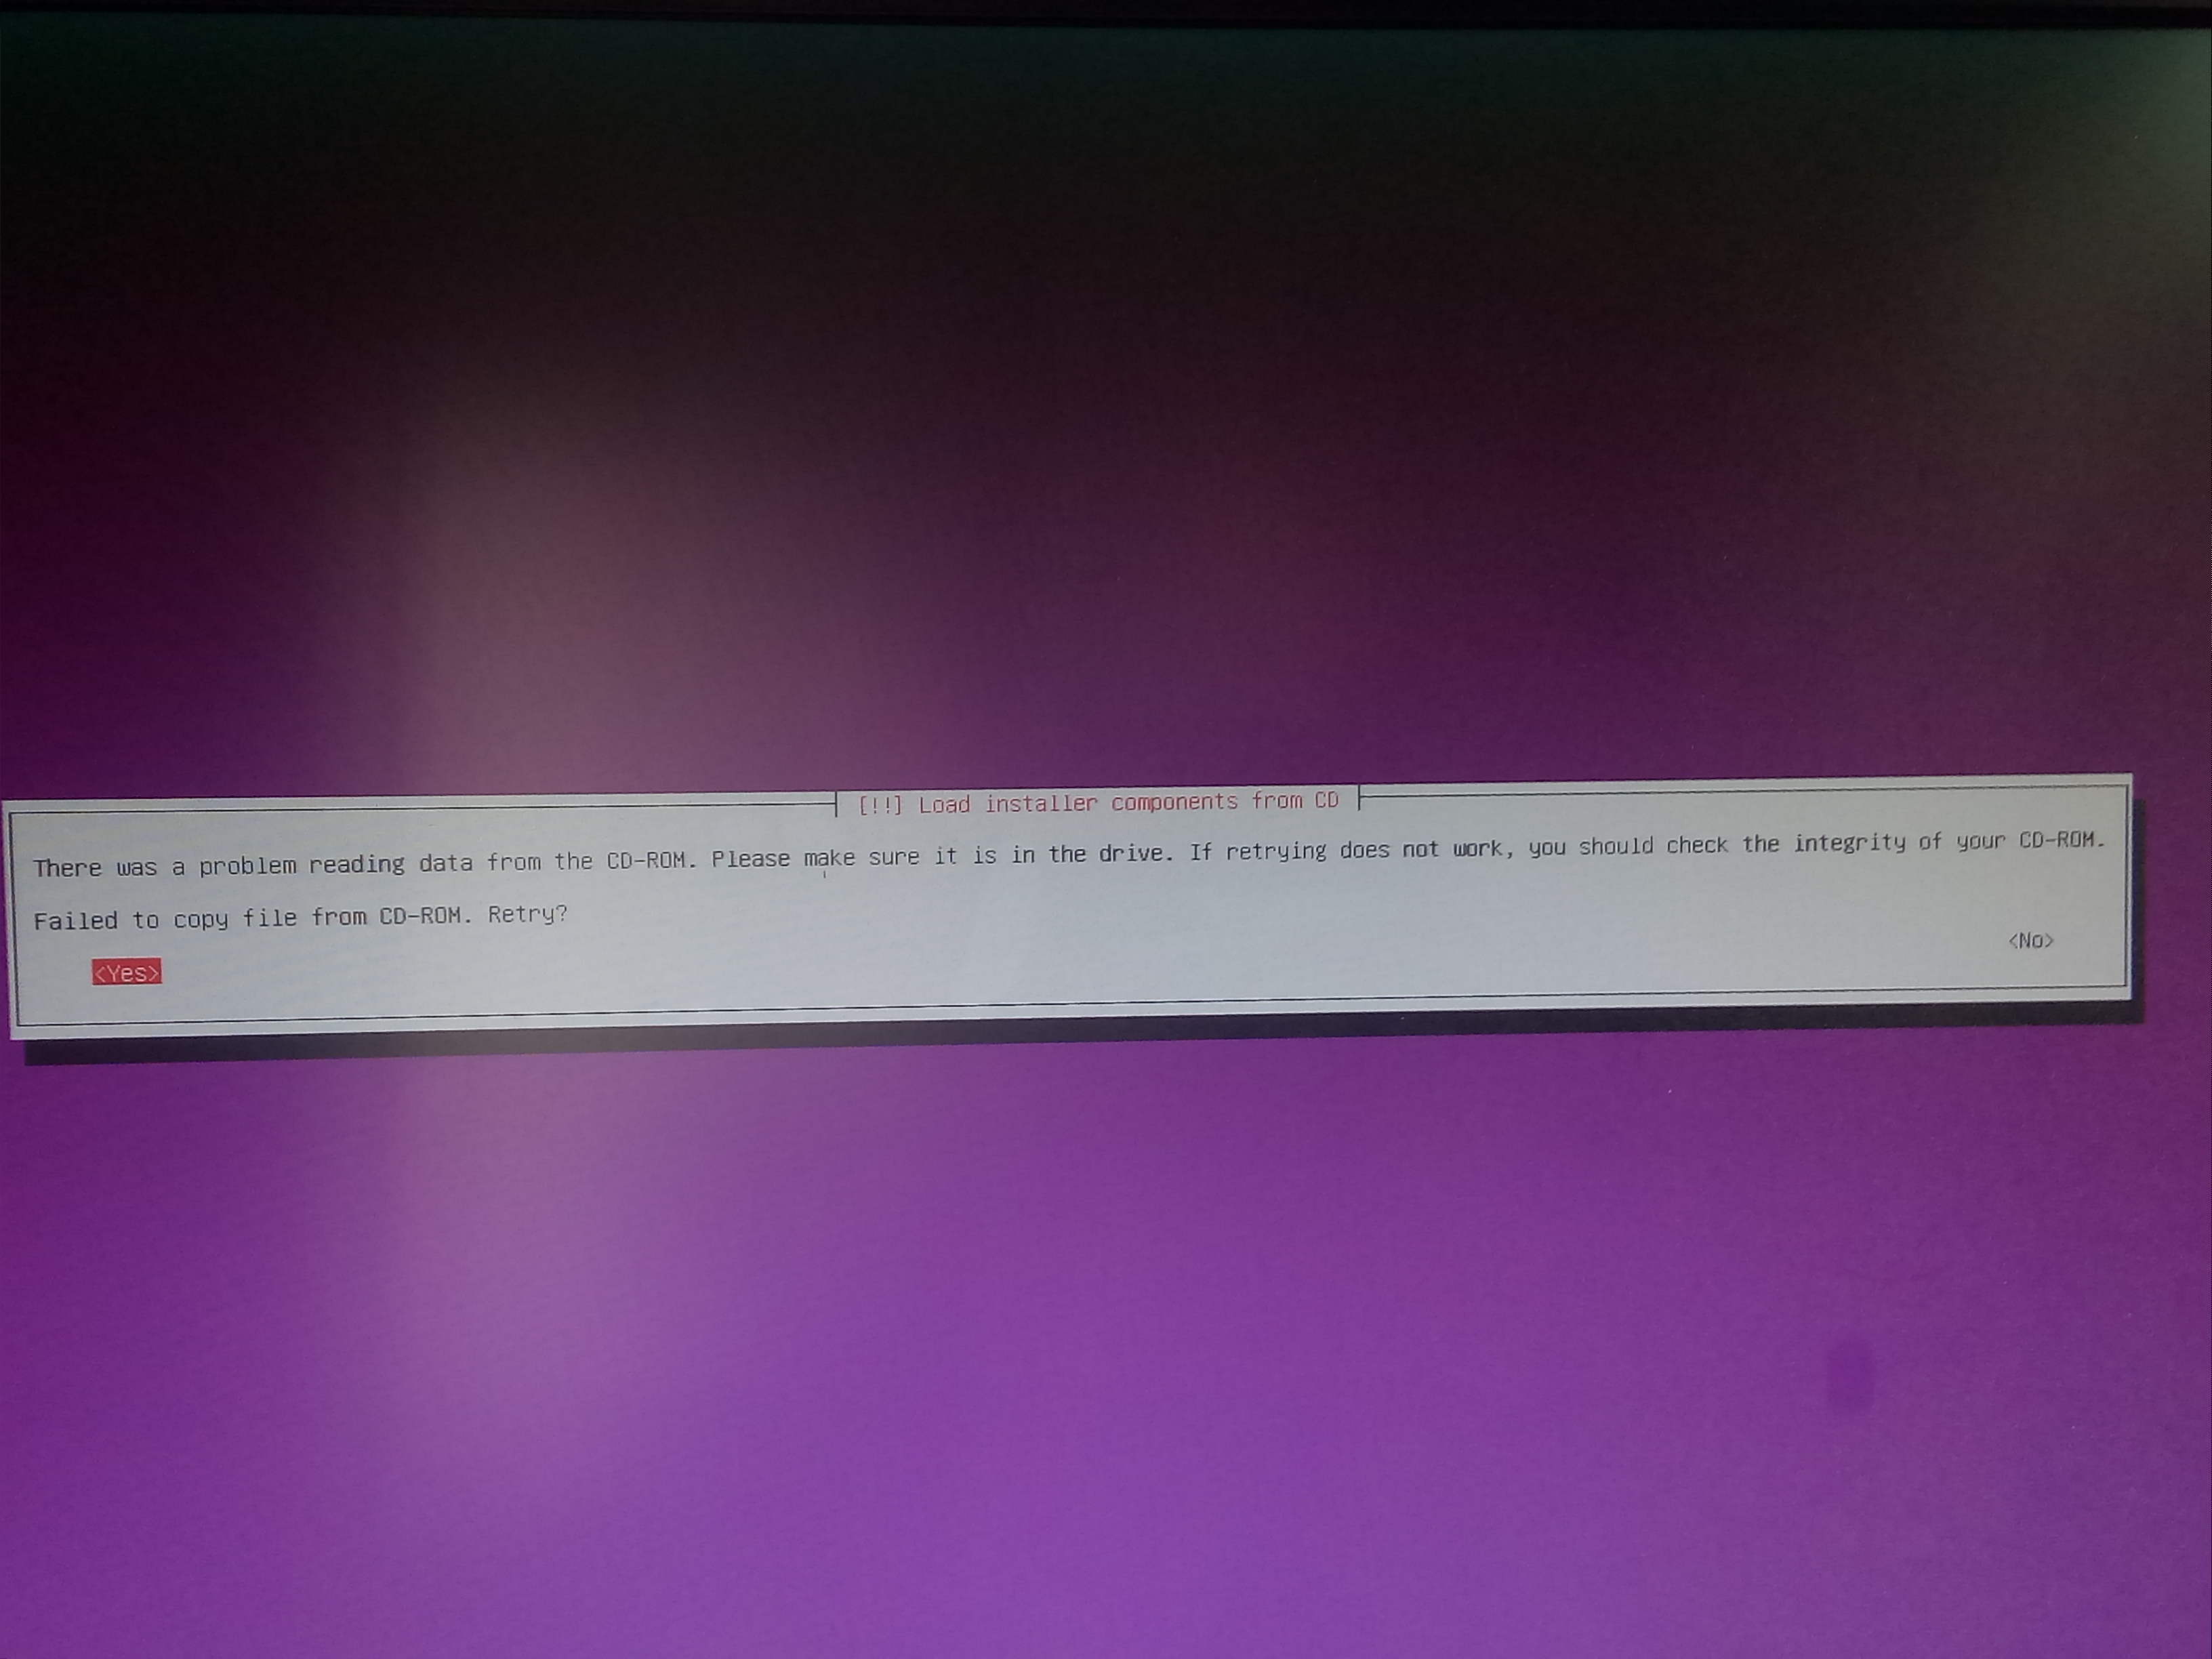 [!!] Load installer components from CD
There was a problem reading data from the CD-ROM. Please make sure it is in the drive. If retrying does not work, you should check the integrity of your CD-ROM.
Failed to copy file from CD-ROM. Retry?
<Yes> <No>